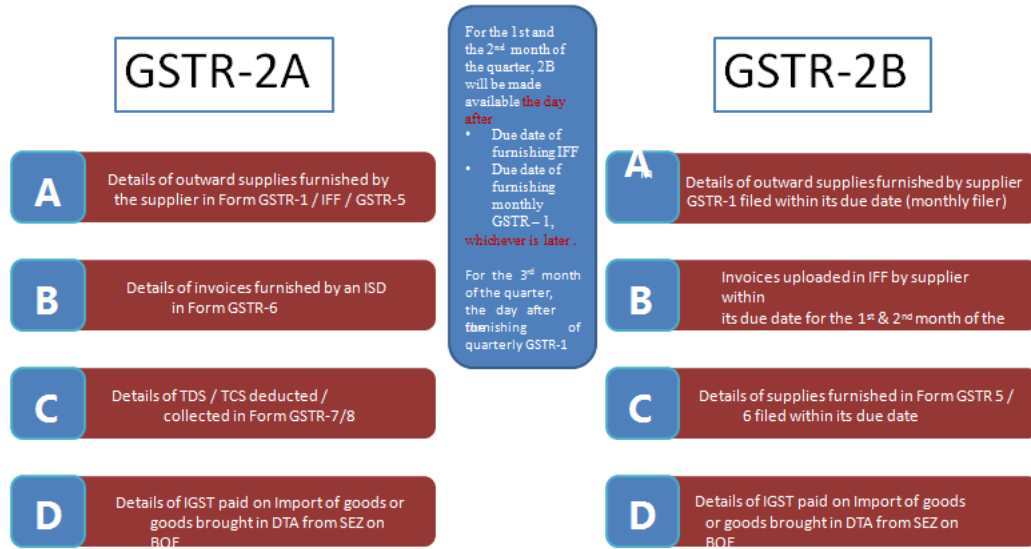 GSTR-2A
A
Details of outward supplies furnished by
the supplier in Form GSTR-1 / IFF / GSTR-5
B
Details of invoices furnished by an ISD
in Form GSTR-6
C
Details of TDS / TCS deducted /
collected in Form GSTR-7/8
D
Details of IGST paid on Import of goods or
goods brought in DTA from SEZ on
BOE
For the 1st and
the 2nd month of
the quarter, 2B
will be made
available the day
after
• Due date of
furnishing IFF
• Due date of
furnishing
monthly
GSTR – 1,
whichever is later .
For the 3rd month
of the quarter,
the day after
furnishing of
quarterly GSTR-1
GSTR-2B
A
Details of outward supplies furnished by supplier
GSTR-1 filed within its due date (monthly filer)
B
Invoices uploaded in IFF by supplier
within
its due date for the 1st & 2nd month of the
C
Details of supplies furnished in Form GSTR 5 /
6 filed within its due date
D
Details of IGST paid on Import of goods
or goods brought in DTA from SEZ on
BOE